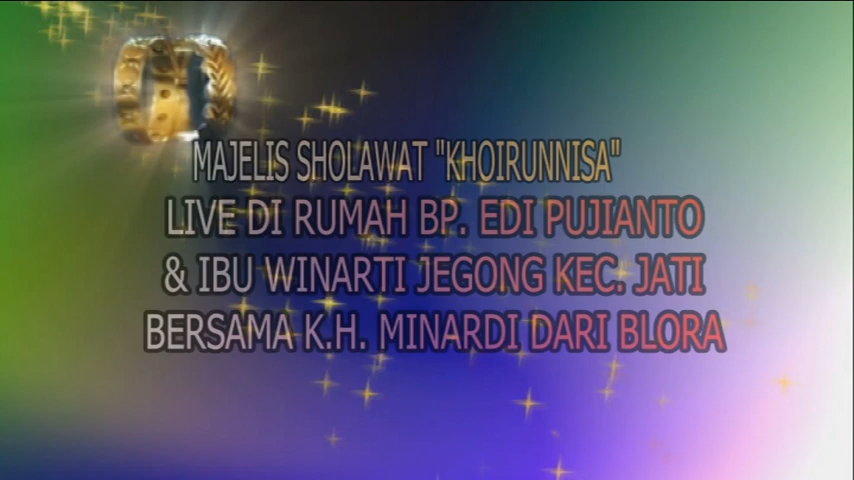 MAJELIS SHOLAWAT "KHOIRUNNISA"
LIVE DI RUMAH BP. EDI PUJIANTO
& IBU WINARTI JEGONG KEC. JATI
BERSAMA K.H. MINARDI DARI BLORA